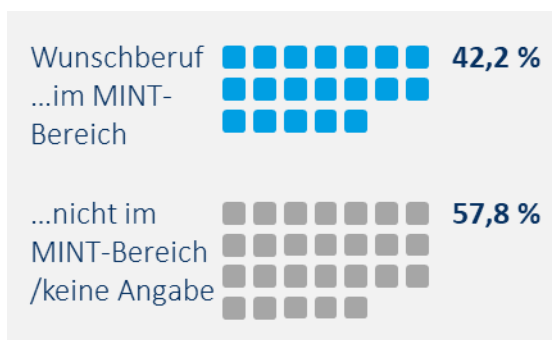 Wunschberuf
...im MINT-
Bereich
42,2 %
...nicht im
MINT-Bereich
/keine Angabe
57,8 %